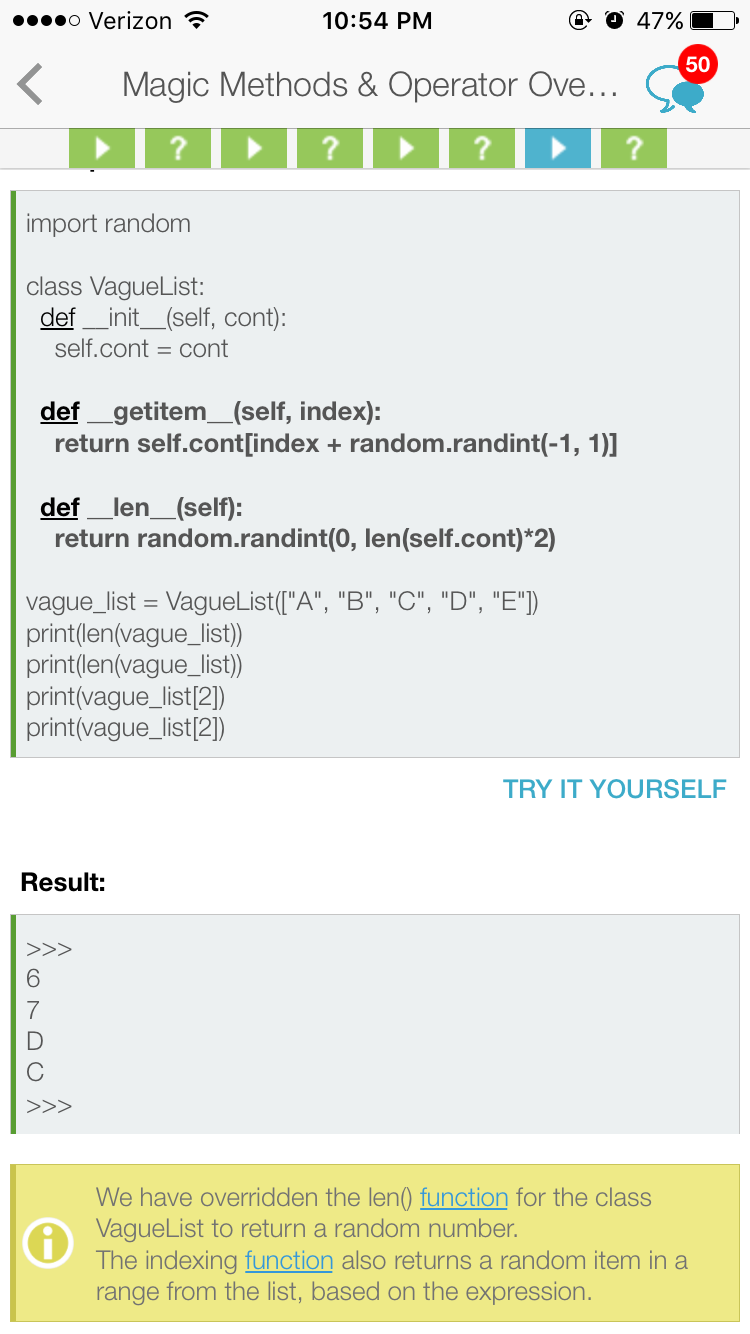 Verizon 10:54 PM 47%
Magic Methods & Operator Ove... 50
? ? ? ?
import random
class VagueList:
def __init__(self, cont):
self.cont = cont
def __getitem__(self, index):
return self.cont[index + random.randint(-1, 1)]
def __len__(self):
return random.randint(0, len(self.cont)*2)
vague_list = VagueList(["A", "B", "C", "D", "E"])
print(len(vague_list))
print(len(vague_list))
print(vague_list[2])
print(vague_list[2])
TRY IT YOURSELF
Result:
>>>
6
7
D
C
>>>
We have overridden the len() function for the class
VagueList to return a random number.
The indexing function also returns a random item in a
range from the list, based on the expression.